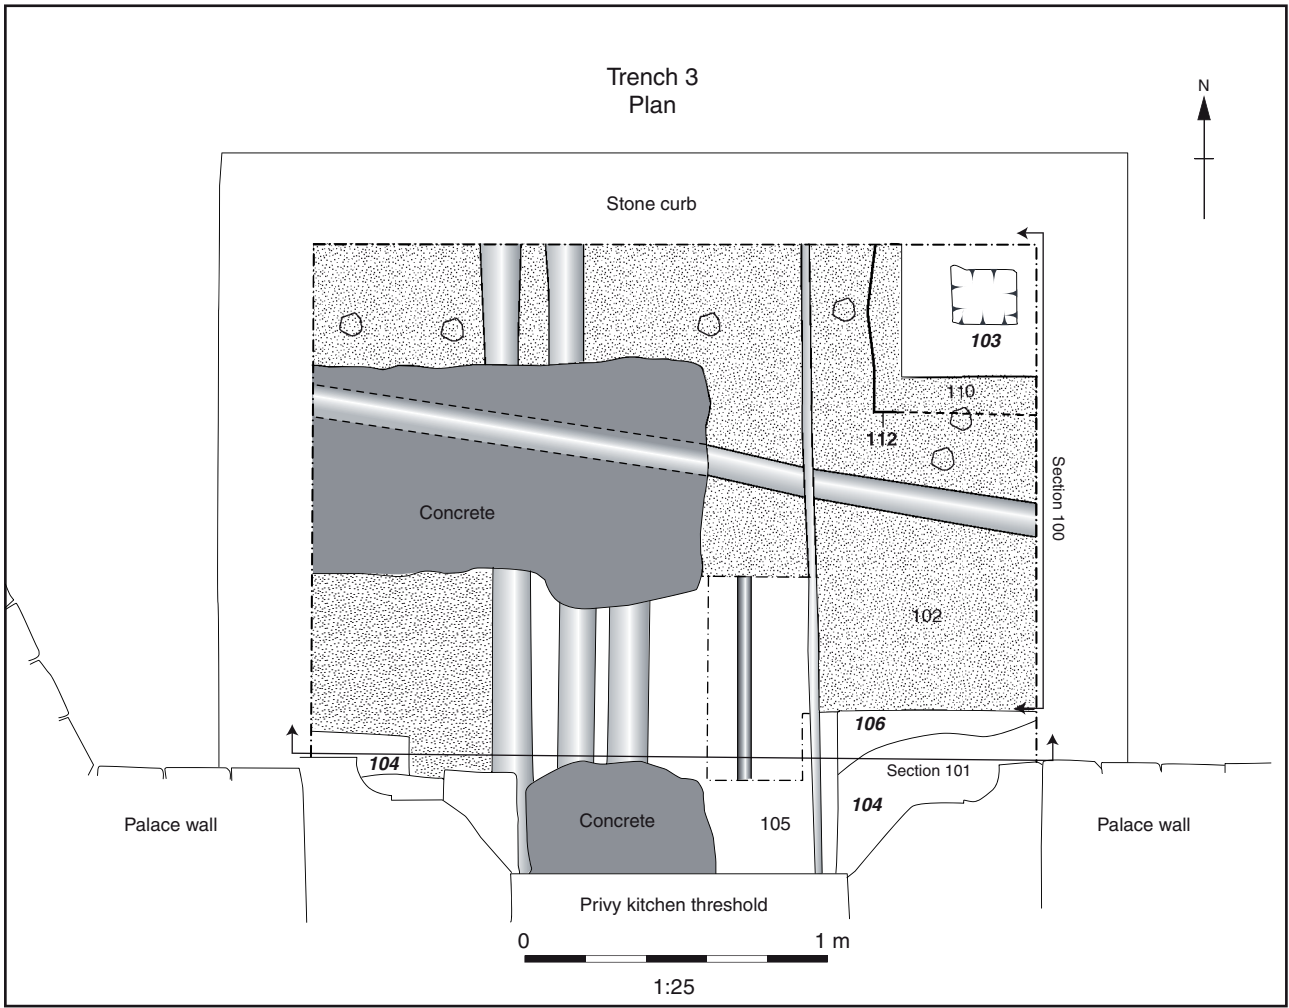 Trench 3
Plan
N
Stone curb
103
110
112
Section 100
Concrete
102
106
104
Section 101
104
Palace wall
Concrete
105
Palace wall
Privy kitchen threshold
0 1 m
1:25